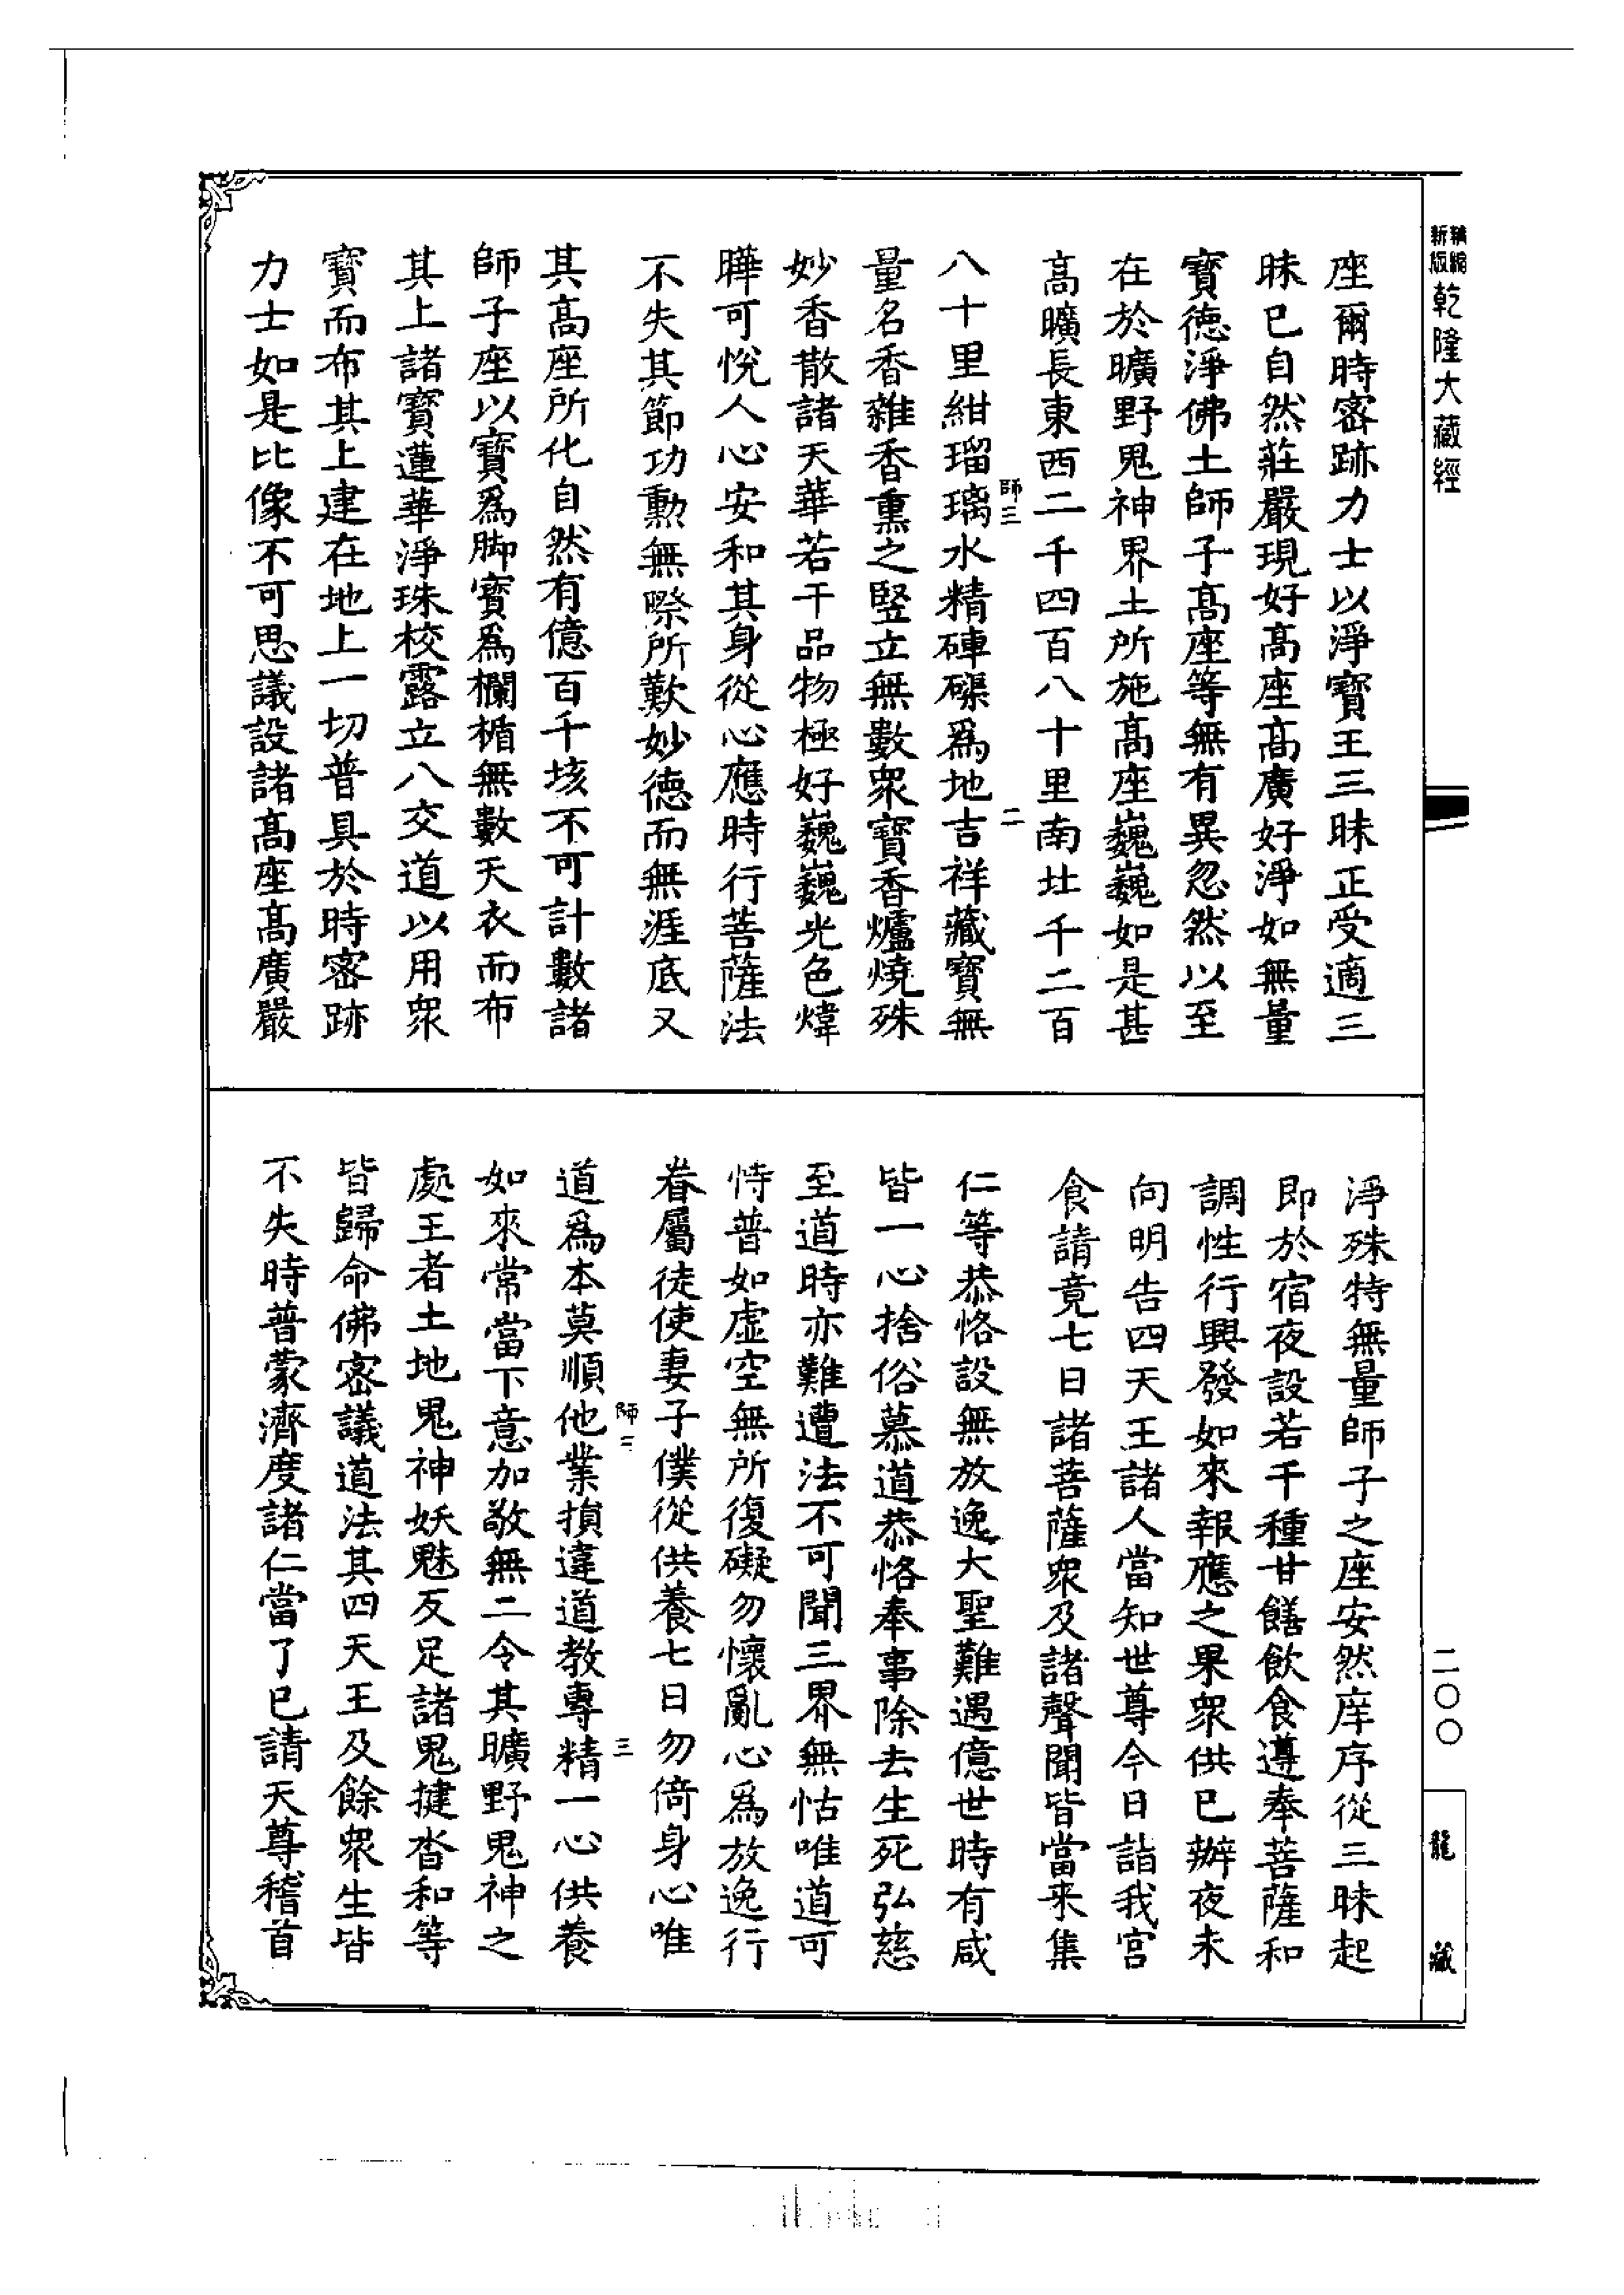 新版
精縮
乾隆大藏經
座爾時密跡力士以淨寶王三昧正受適三
昧已自然莊嚴現好高座高廣好淨如無量
寶德淨佛土師子高座等無有異忽然以至
在於曠野鬼神界土所施高座巍巍如是甚
高曠長東西二千四百八十里南北千二百
八十里紺瑠璃水精硨磲為地吉祥藏寶無
師三
二
量名香雜香熏之竪立無數衆寶香爐燒殊
妙香散諸天華若干品物極好巍巍光色煒
曄可悅人心安和其身從心應時行菩薩法
不失其節功勳無際所歎妙德而無涯底又
其高座所化自然有億百千垓不可計數諸
師子座以寶為脚寶為欄楯無數天衣而布
其上諸寶蓮華淨珠校露立八交道以用衆
寶而布其上建在地上一切普具於時密跡
力士如是比像不可思議設諸高座高廣嚴
淨殊特無量師子之座安然庠序從三昧起
即於宿夜設若干種甘饍飲食遵奉菩薩和
調性行興發如來報應之果衆供已辦夜未
向明告四天王諸人當知世尊今日詣我宮
食請竟七日諸菩薩衆及諸聲聞皆當來集
仁等恭恪設無放逸大聖難遇億世時有咸
皆一心捨俗慕道恭恪奉事除去生死弘慈
至道時亦難遭法不可聞三界無怙唯道可
恃普如虛空無所復礙勿懷亂心為放逸行
眷屬徒使妻子僕從供養七日勿倚身心唯
師三
三
道為本莫順他業損違道教專精一心供養
如來常當下意加敬無二令其曠野鬼神之
處王者土地鬼神妖魅反足諸鬼揵沓和等
皆歸命佛密議道法其四天王及餘衆生皆
不失時普蒙濟度諸仁當了已請天尊稽首
二〇〇
龍藏